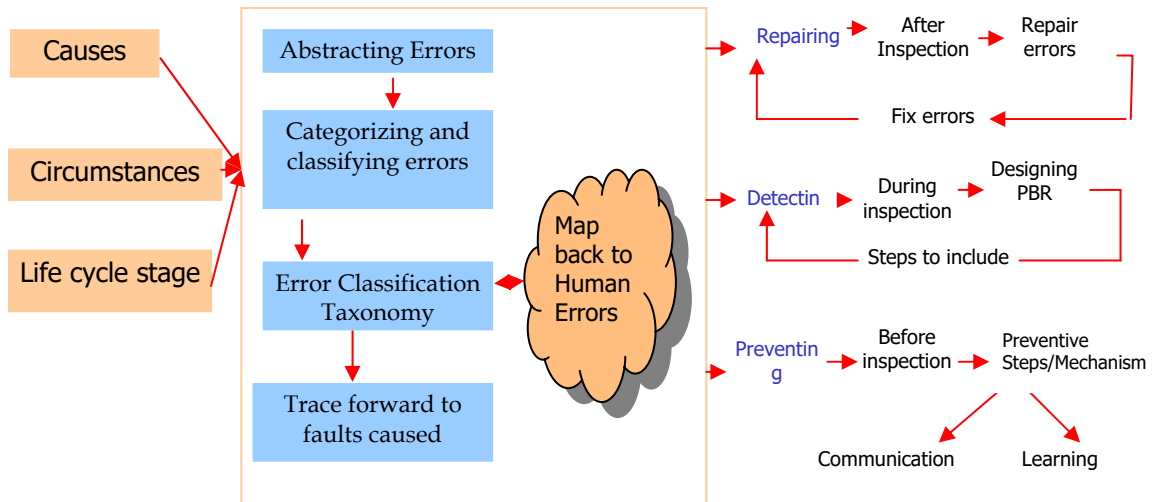 Causes
Circumstances
Life cycle stage
Abstracting Errors
Categorizing and
classifying errors
Error Classification
Taxonomy
Trace forward to
faults caused
Map
back to
Human
Errors
Repairing
After
Inspection
Repair
errors
Fix errors
Detectin
During
inspection
Designing
PBR
Steps to include
Preventin
g
Before
inspection
Preventive
Steps/Mechanism
Communication
Learning